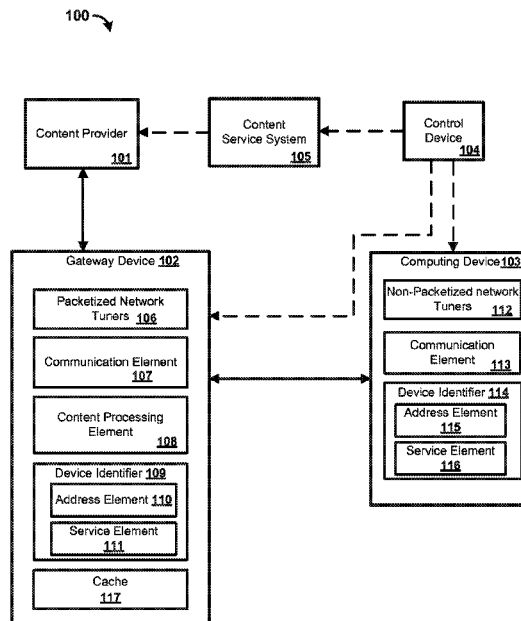 100
Content Provider
101
Content
Service System
105
Control
Device
104
Gateway Device 102
Packetized Network
Tuners 106
Communication Element
107
Content Processing
Element
108
Device Identifier 109
Address Element 110
Service Element
111
Cache
117
Computing Device 103
Non-Packetized network
Tuners 112
Communication
Element
113
Device Identifier 114
Address Element
115
Service Element
116